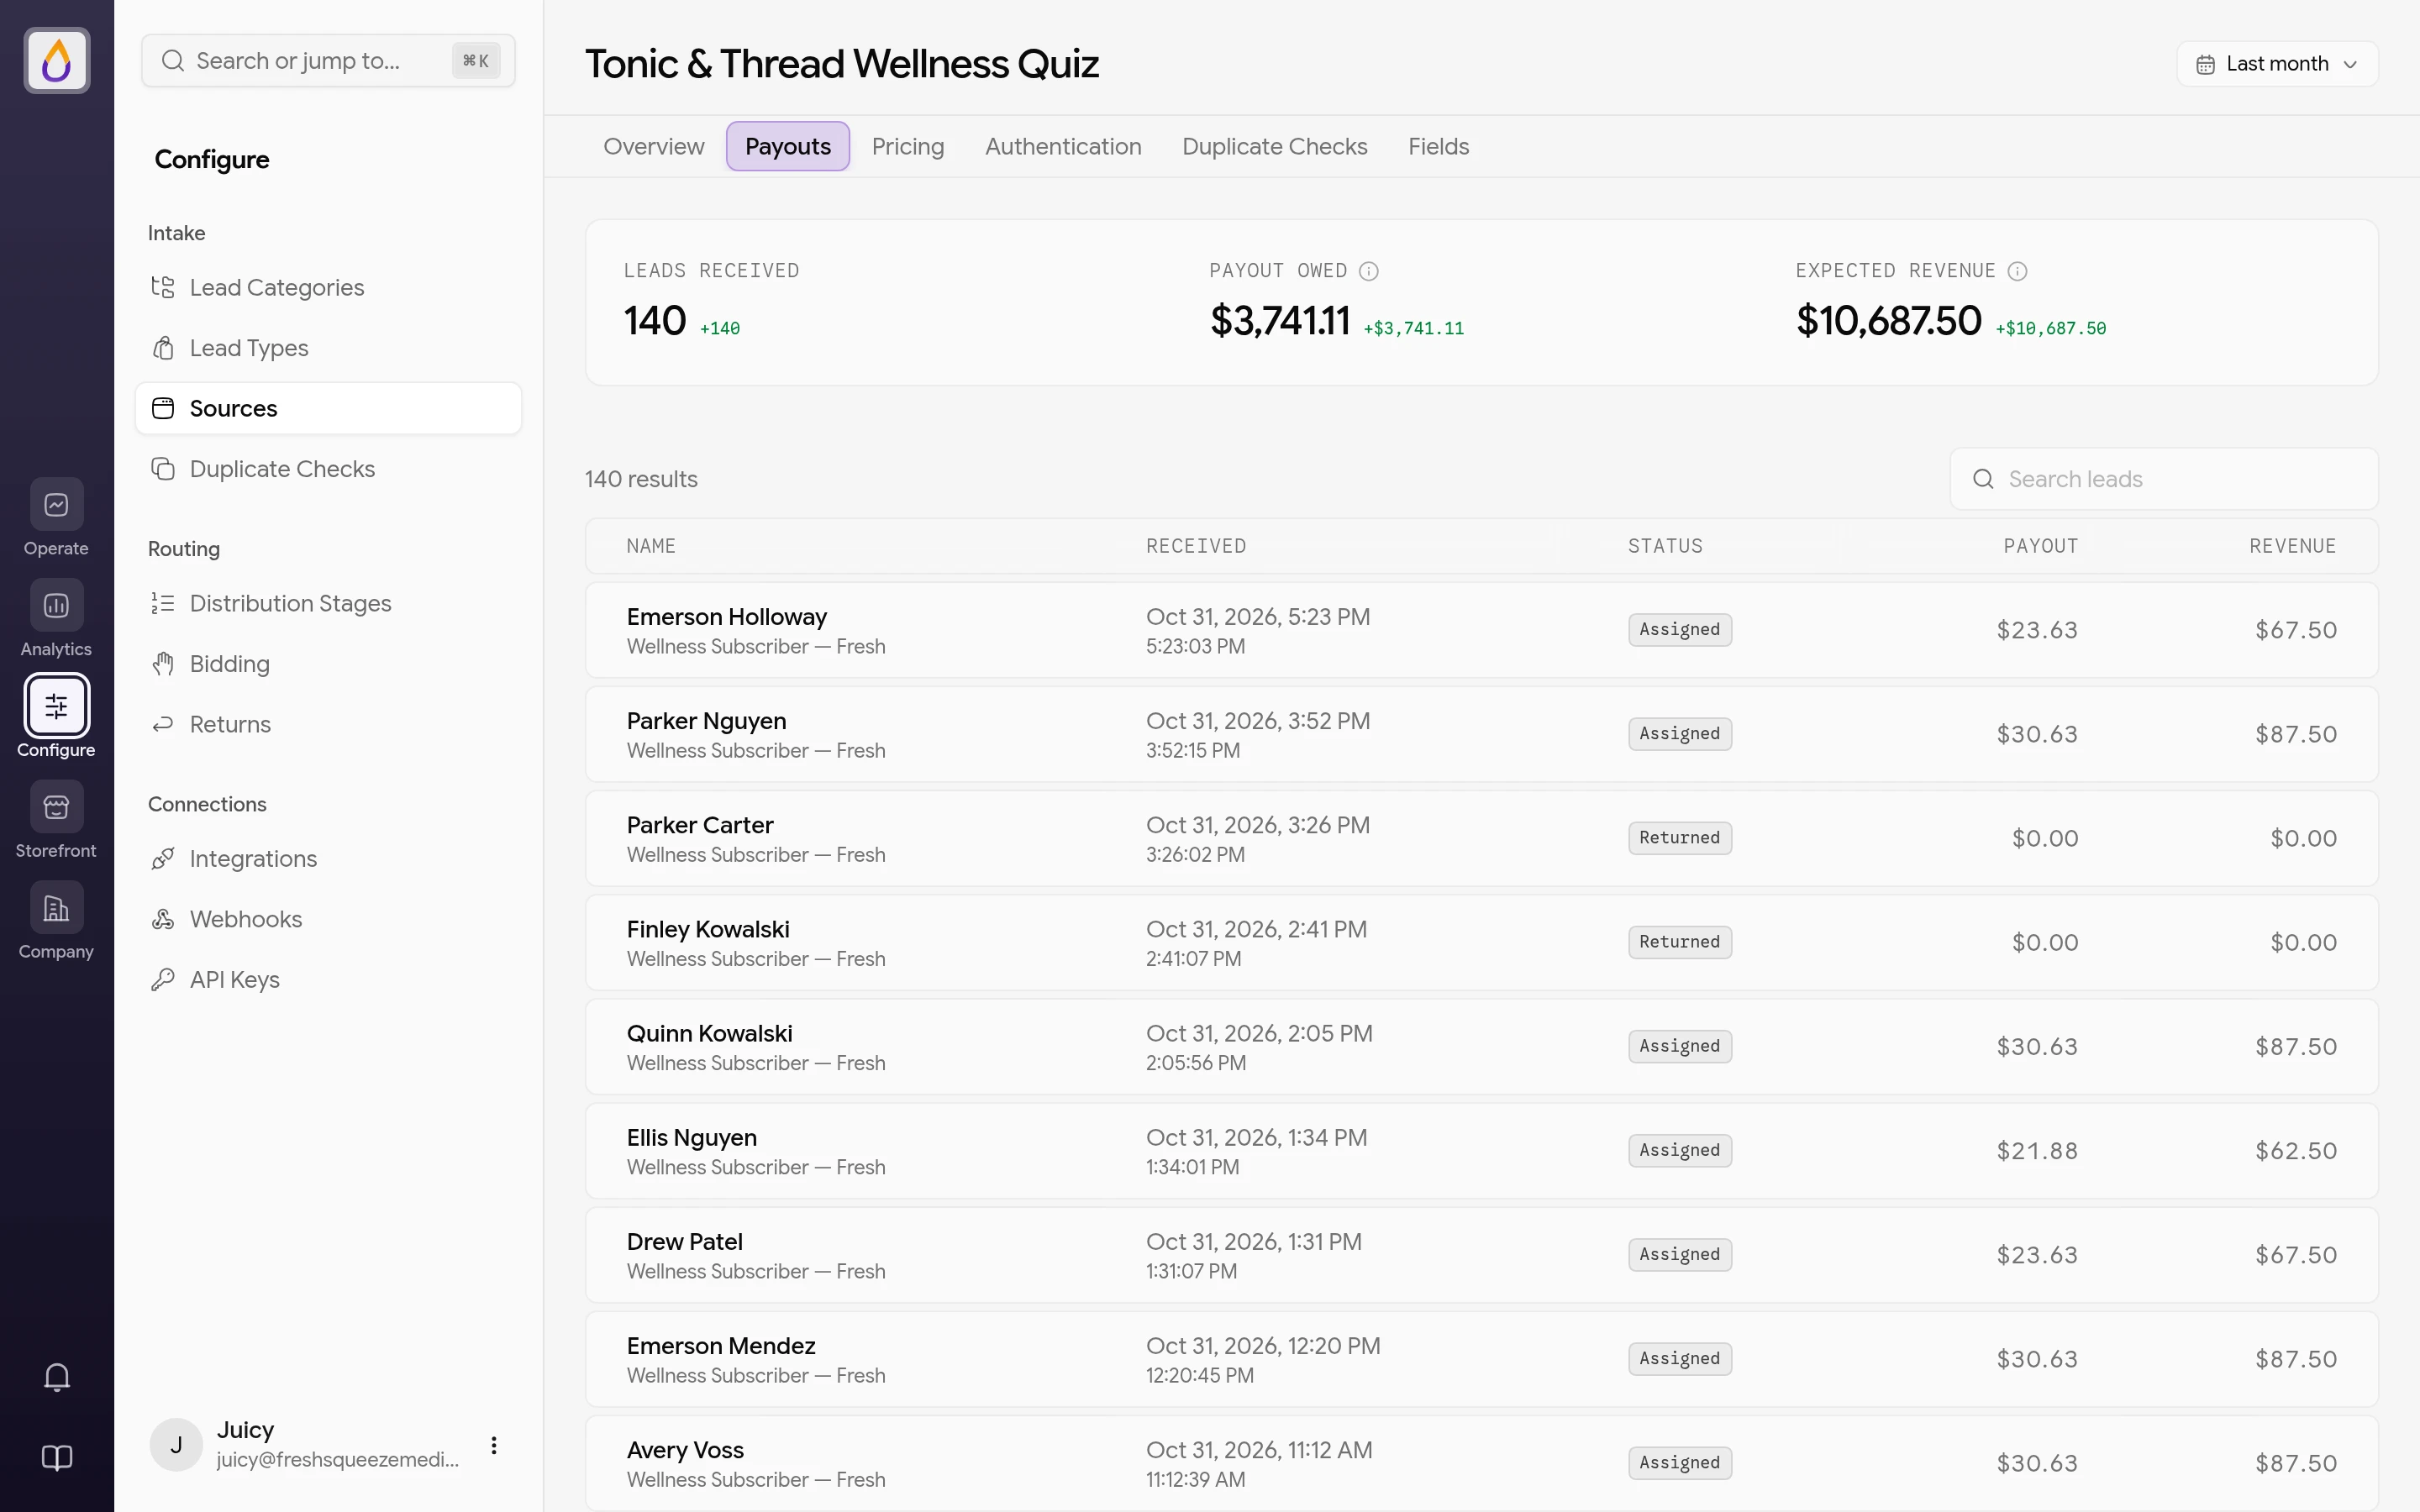 Search or jump to...
⌘ K
Configure
Intake
Lead Categories
Lead Types
Sources
Duplicate Checks
Routing
Distribution Stages
Bidding
Returns
Connections
Integrations
Webhooks
API Keys
Operate
Analytics
Configure
Storefront
Company
J
Juicy
juicy@freshsqueezemedi...
Tonic & Thread Wellness Quiz
Last month
Overview
Payouts
Pricing
Authentication
Duplicate Checks
Fields
LEADS RECEIVED
140 +140
PAYOUT OWED
$3,741.11 +$3,741.11
EXPECTED REVENUE
$10,687.50 +$10,687.50
140 results
Search leads
NAME RECEIVED STATUS PAYOUT REVENUE
Emerson Holloway Oct 31, 2026, 5:23 PM Assigned $23.63 $67.50
Wellness Subscriber — Fresh 5:23:03 PM
Parker Nguyen Oct 31, 2026, 3:52 PM Assigned $30.63 $87.50
Wellness Subscriber — Fresh 3:52:15 PM
Parker Carter Oct 31, 2026, 3:26 PM Returned $0.00 $0.00
Wellness Subscriber — Fresh 3:26:02 PM
Finley Kowalski Oct 31, 2026, 2:41 PM Returned $0.00 $0.00
Wellness Subscriber — Fresh 2:41:07 PM
Quinn Kowalski Oct 31, 2026, 2:05 PM Assigned $30.63 $87.50
Wellness Subscriber — Fresh 2:05:56 PM
Ellis Nguyen Oct 31, 2026, 1:34 PM Assigned $21.88 $62.50
Wellness Subscriber — Fresh 1:34:01 PM
Drew Patel Oct 31, 2026, 1:31 PM Assigned $23.63 $67.50
Wellness Subscriber — Fresh 1:31:07 PM
Emerson Mendez Oct 31, 2026, 12:20 PM Assigned $30.63 $87.50
Wellness Subscriber — Fresh 12:20:45 PM
Avery Voss Oct 31, 2026, 11:12 AM Assigned $30.63 $87.50
Wellness Subscriber — Fresh 11:12:39 AM